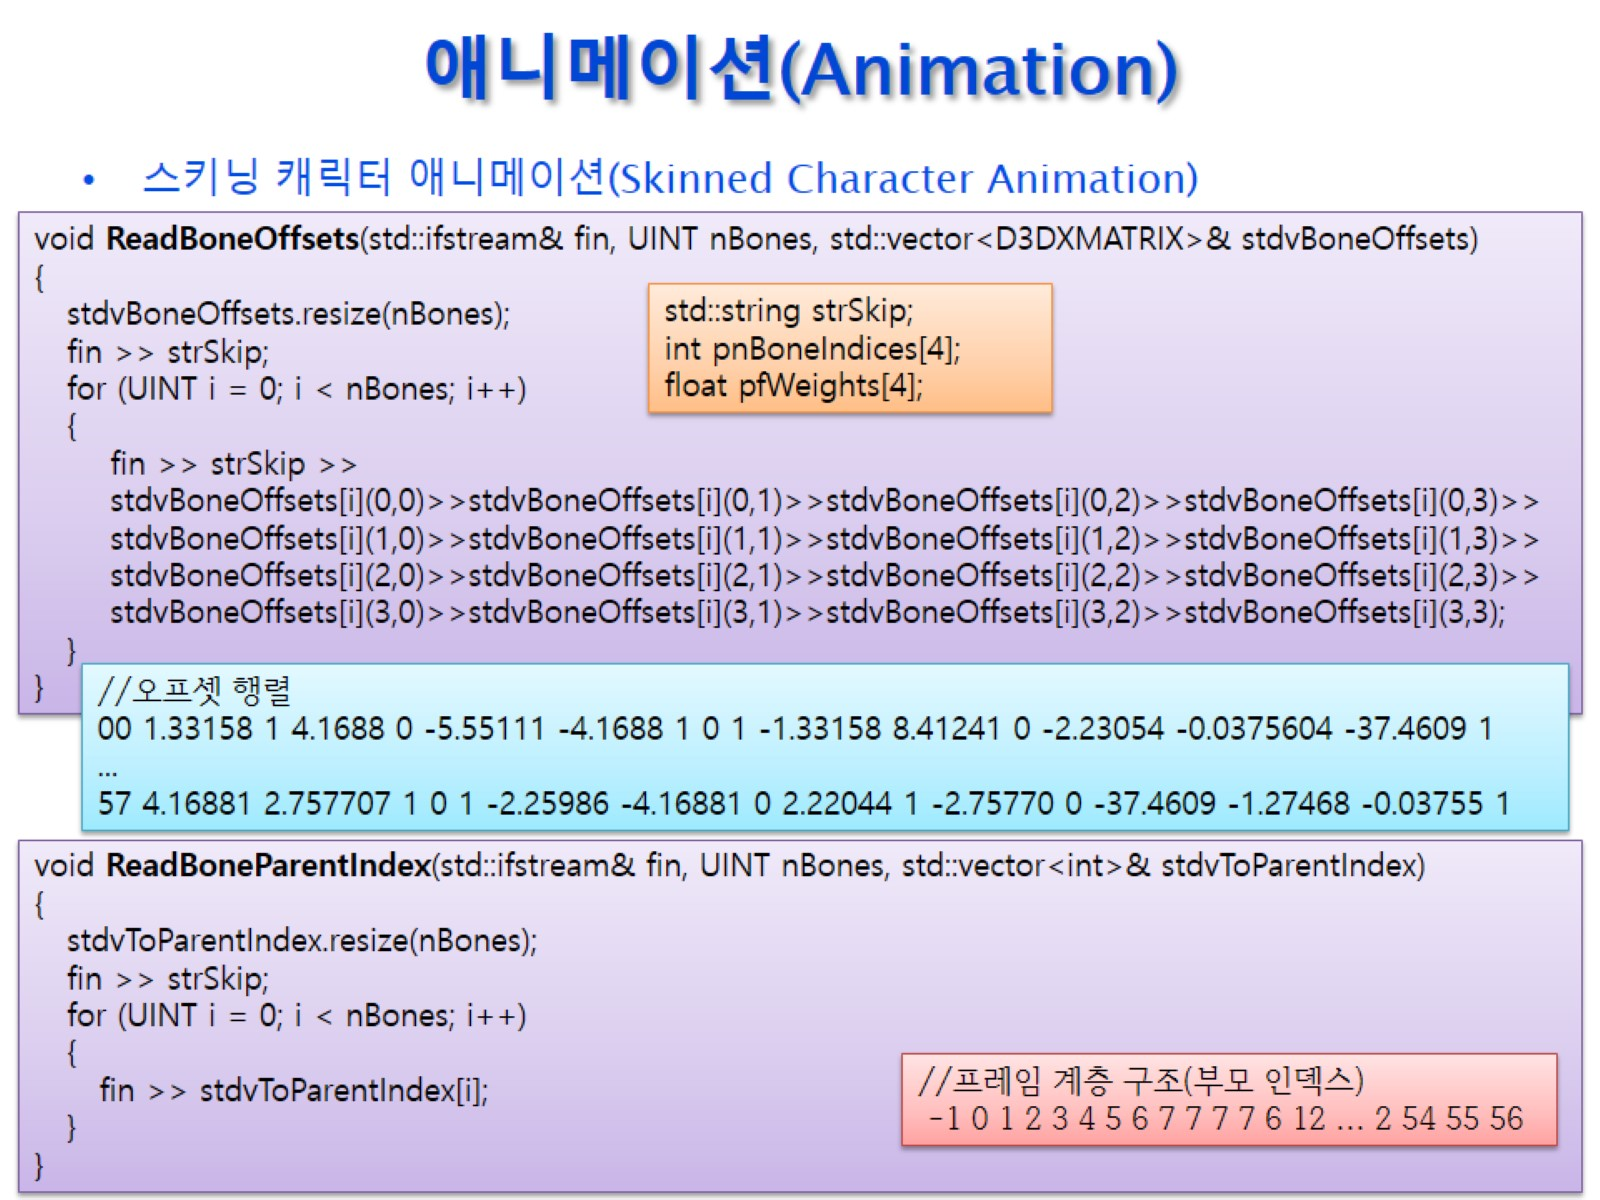 애니메이션(Animation)
• 스키닝 캐릭터 애니메이션(Skinned Character Animation)
void ReadBoneOffsets(std::ifstream& fin, UINT nBones, std::vector<D3DXMATRIX>& stdvBoneOffsets)
{
stdvBoneOffsets.resize(nBones);
fin >> strSkip;
for (UINT i = 0; i < nBones; i++)
{
fin >> strSkip >>
stdvBoneOffsets[i](0,0)>>stdvBoneOffsets[i](0,1)>>stdvBoneOffsets[i](0,2)>>stdvBoneOffsets[i](0,3)>>
stdvBoneOffsets[i](1,0)>>stdvBoneOffsets[i](1,1)>>stdvBoneOffsets[i](1,2)>>stdvBoneOffsets[i](1,3)>>
stdvBoneOffsets[i](2,0)>>stdvBoneOffsets[i](2,1)>>stdvBoneOffsets[i](2,2)>>stdvBoneOffsets[i](2,3)>>
stdvBoneOffsets[i](3,0)>>stdvBoneOffsets[i](3,1)>>stdvBoneOffsets[i](3,2)>>stdvBoneOffsets[i](3,3);
}
}
std::string strSkip;
int pnBoneIndices[4];
float pfWeights[4];
//오프셋 행렬
00 1.33158 1 4.1688 0 -5.55111 -4.1688 1 0 1 -1.33158 8.41241 0 -2.23054 -0.0375604 -37.4609 1
...
57 4.16881 2.757707 1 0 1 -2.25986 -4.16881 0 2.22044 1 -2.75770 0 -37.4609 -1.27468 -0.03755 1
void ReadBoneParentIndex(std::ifstream& fin, UINT nBones, std::vector<int>& stdvToParentIndex)
{
stdvToParentIndex.resize(nBones);
fin >> strSkip;
for (UINT i = 0; i < nBones; i++)
{
fin >> stdvToParentIndex[i];
}
}
//프레임 계층 구조(부모 인덱스)
-1 0 1 2 3 4 5 6 7 7 7 7 6 12 ... 2 54 55 56